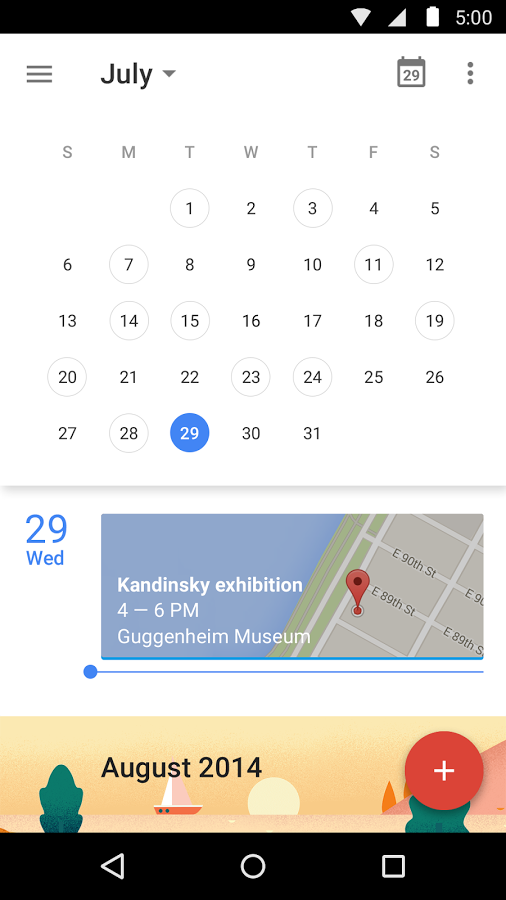 5:00
July
29
S M T W T F S
1 2 3 4 5
6 7 8 9 10 11 12
13 14 15 16 17 18 19
20 21 22 23 24 25 26
27 28 29 30 31
29
Wed
E 90th St
E 90
E 89th St
E 89th St
Kandinsky exhibition
4 — 6 PM
Guggenheim Museum
August 2014